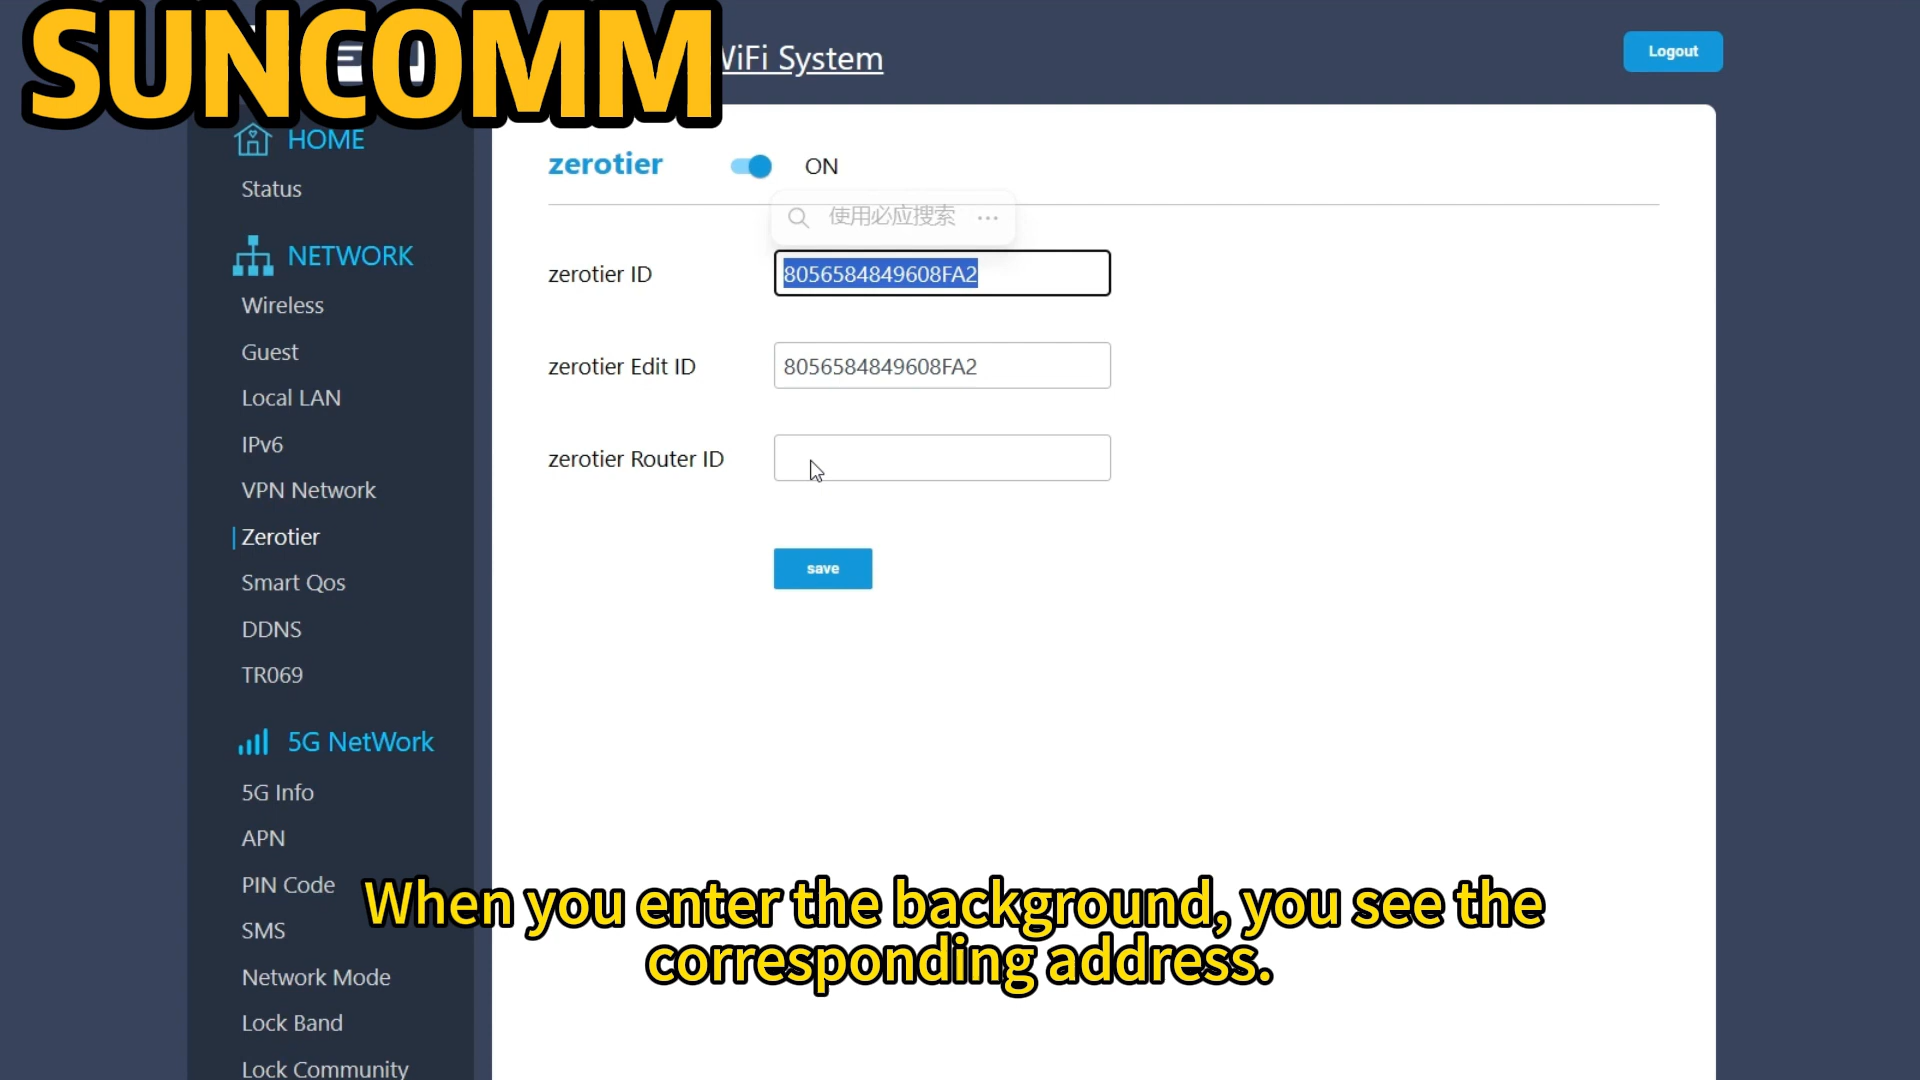 SUNCOMM
WiFi System
Logout
HOME
Status
NETWORK
Wireless
Guest
Local LAN
IPv6
VPN Network
Zerotier
Smart Qos
DDNS
TR069
5G NetWork
5G Info
APN
PIN Code
SMS
Network Mode
Lock Band
Lock Community
zerotier
ON
使用必应搜索
zerotier ID
8056584849608FA2
zerotier Edit ID
8056584849608FA2
zerotier Router ID
save
When you enter the background, you see the
corresponding address.